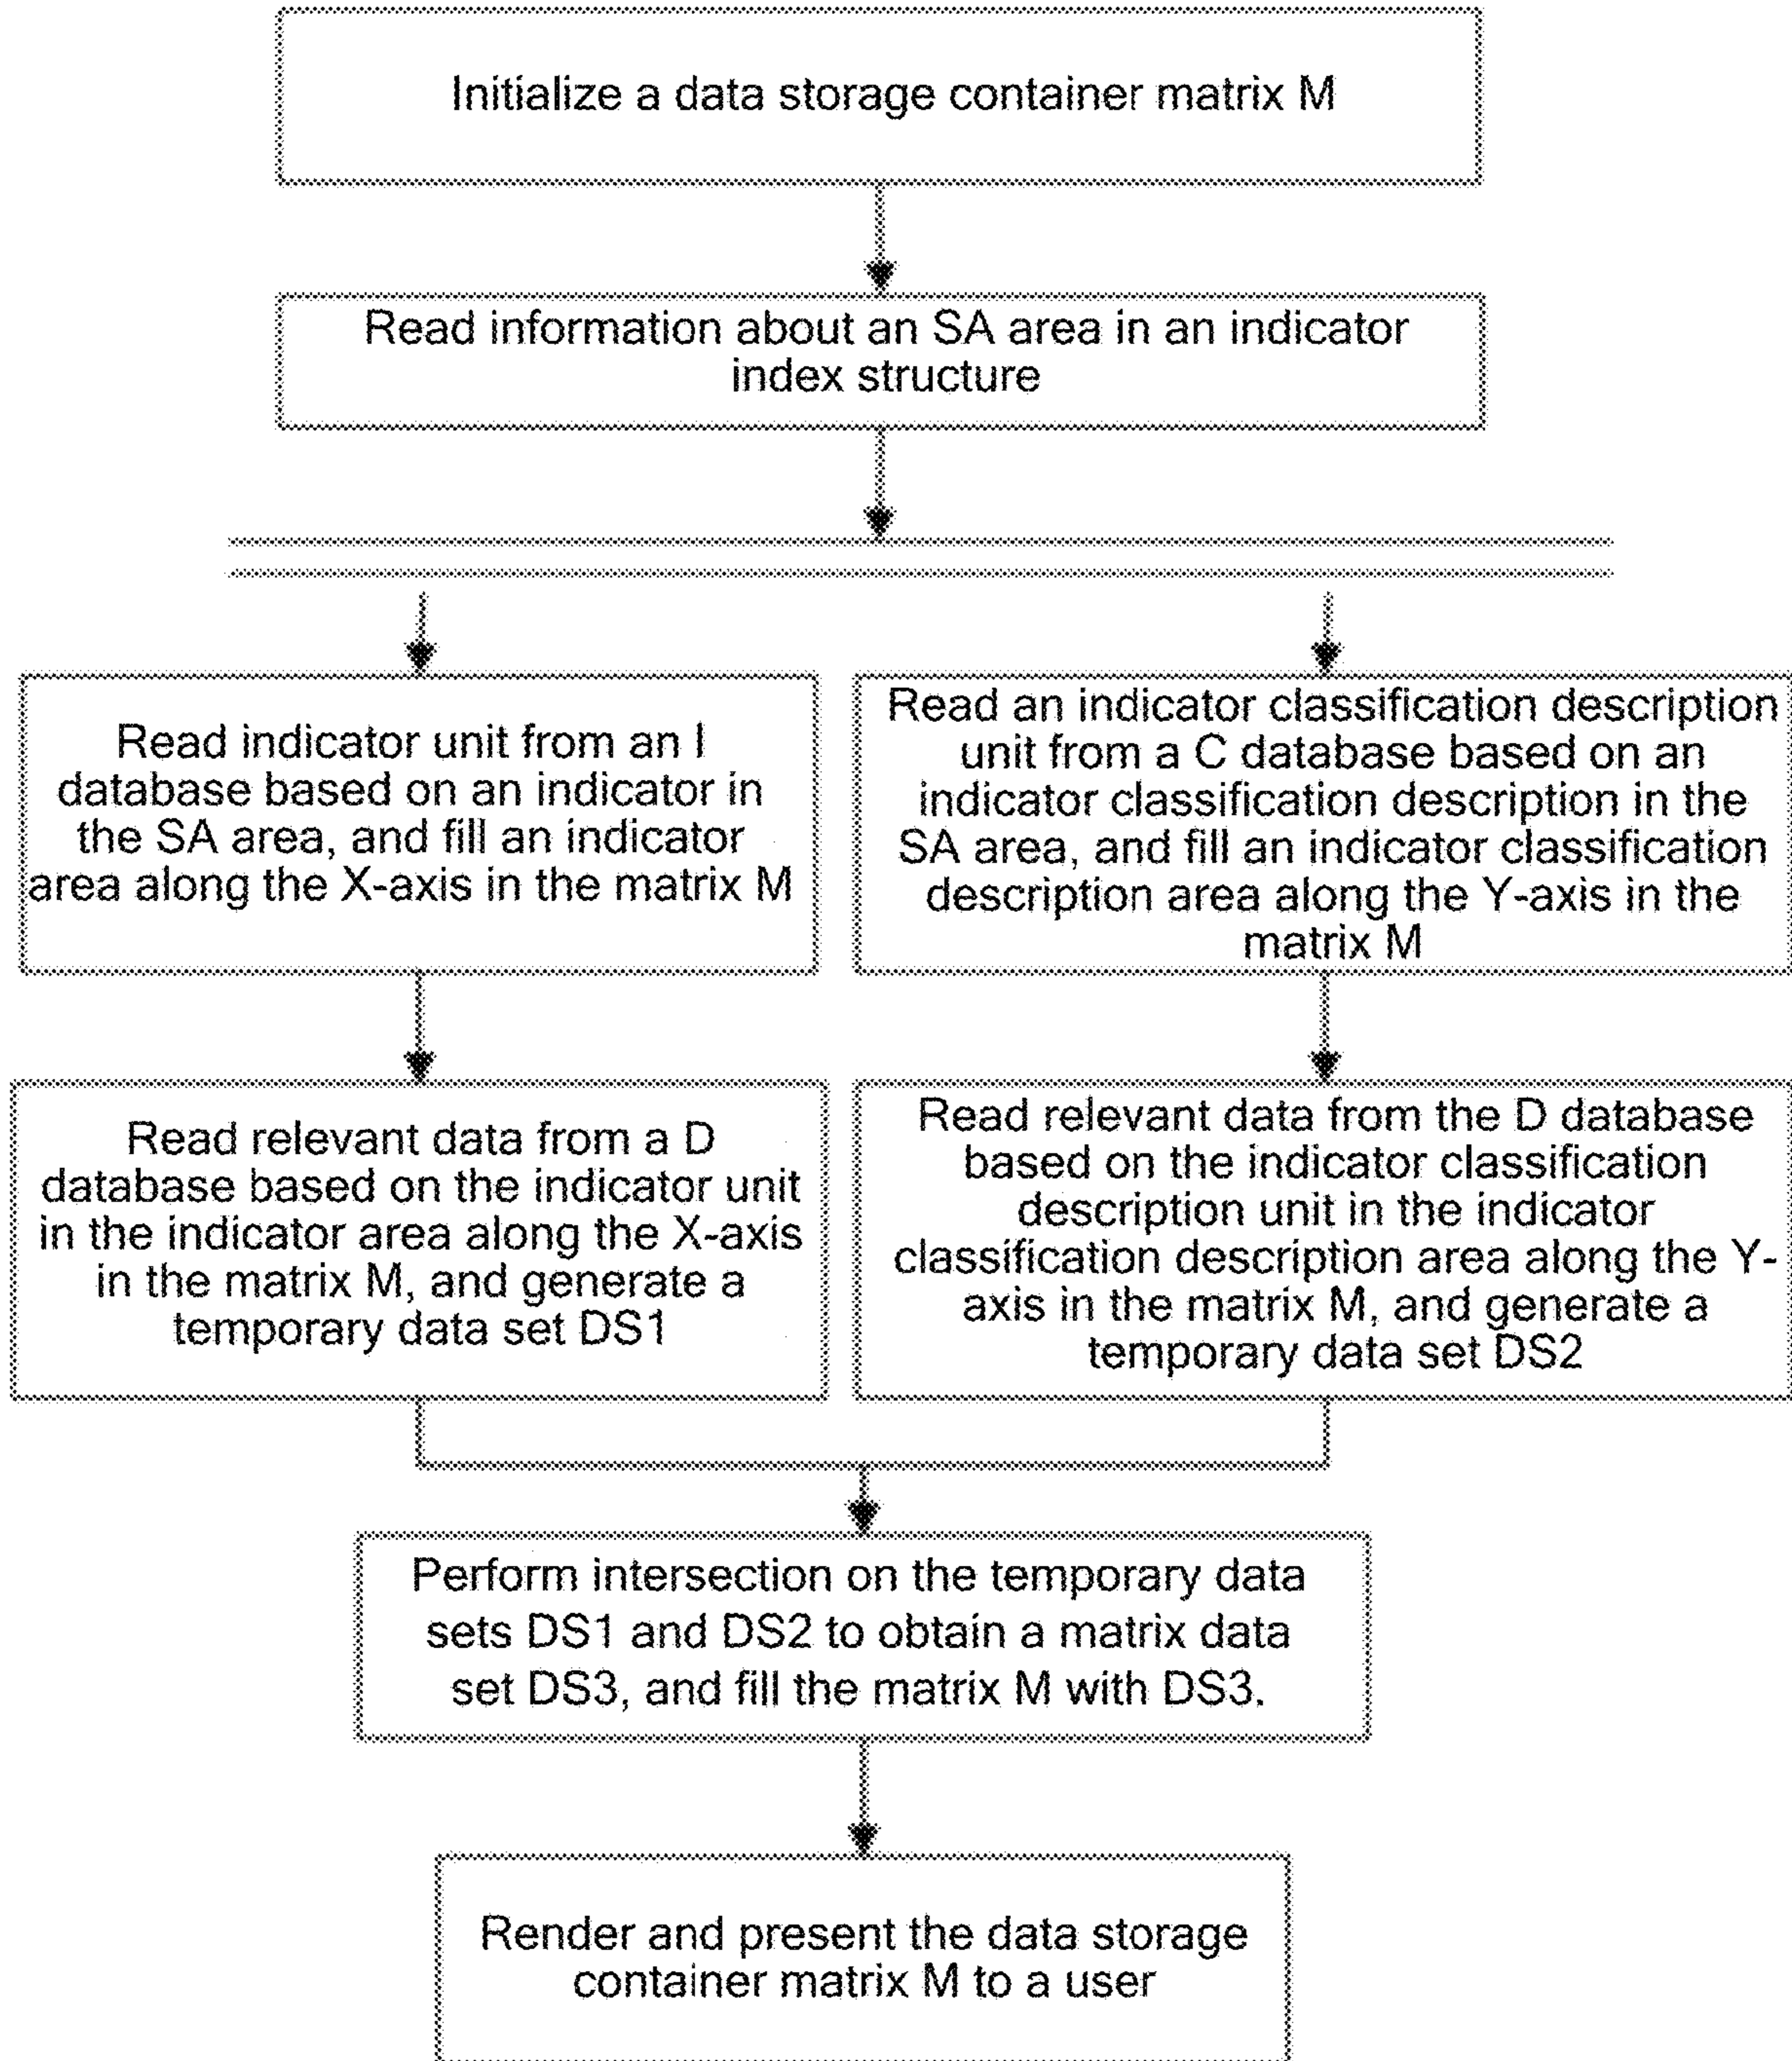 Initialize a data storage container matrix M
Read information about an SA area in an indicator
index structure
Read indicator unit from an I
database based on an indicator in
the SA area, and fill an indicator
area along the X-axis in the matrix M
Read an indicator classification description
unit from a C database based on an
indicator classification description in the
SA area, and fill an indicator classification
description area along the Y-axis in the
matrix M
Read relevant data from a D
database based on the indicator unit
in the indicator area along the X-axis
in the matrix M, and generate a
temporary data set DS1
Read relevant data from the D database
based on the indicator classification
description unit in the indicator
classification description area along the Y-
axis in the matrix M, and generate a
temporary data set DS2
Perform intersection on the temporary data
sets DS1 and DS2 to obtain a matrix data
set DS3, and fill the matrix M with DS3.
Render and present the data storage
container matrix M to a user